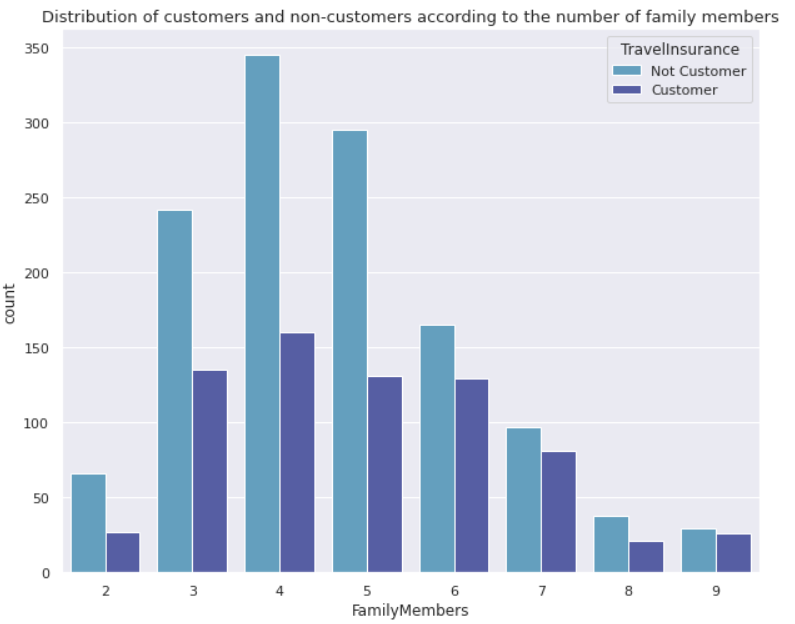 Distribution of customers and non-customers according to the number of family members
TravelInsurance
Not Customer
Customer
350
300
250
200
150
100
50
0
count
2 3 4 5 6 7 8 9
FamilyMembers